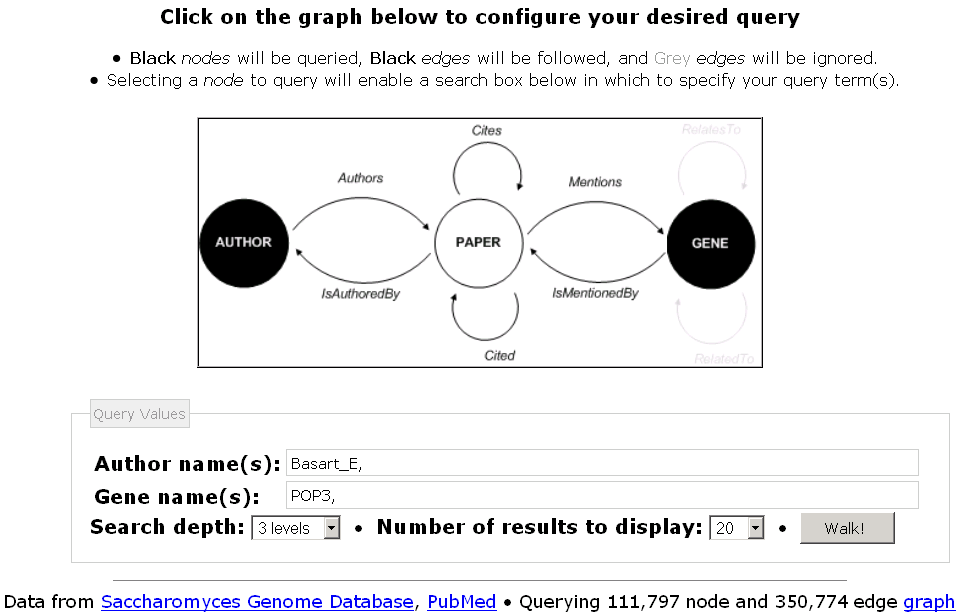 Click on the graph below to configure your desired query
• Black nodes will be queried, Black edges will be followed, and Grey edges will be ignored.
• Selecting a node to query will enable a search box below in which to specify your query term(s).
Cites
RelatesTo
Authors
Mentions
AUTHOR
PAPER
GENE
IsAuthoredBy
IsMentionedBy
Cited
RelatedTo
Query Values
Author name(s): Basart_E,
Gene name(s): POP3,
Search depth: 3 levels • Number of results to display: 20 • Walk!
Data from Saccharomyces Genome Database, PubMed • Querying 111,797 node and 350,774 edge graph